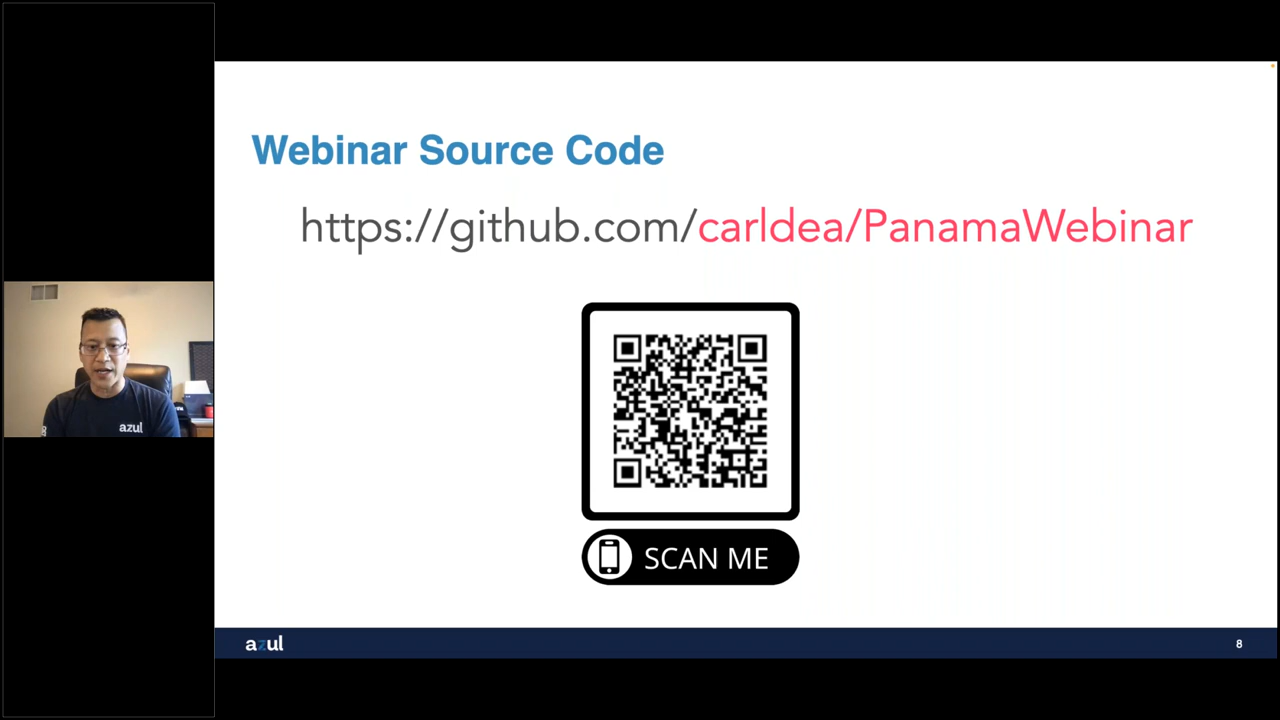 Webinar Source Code
https://github.com/carldea/PanamaWebinar
SCAN ME
azul
azul
8